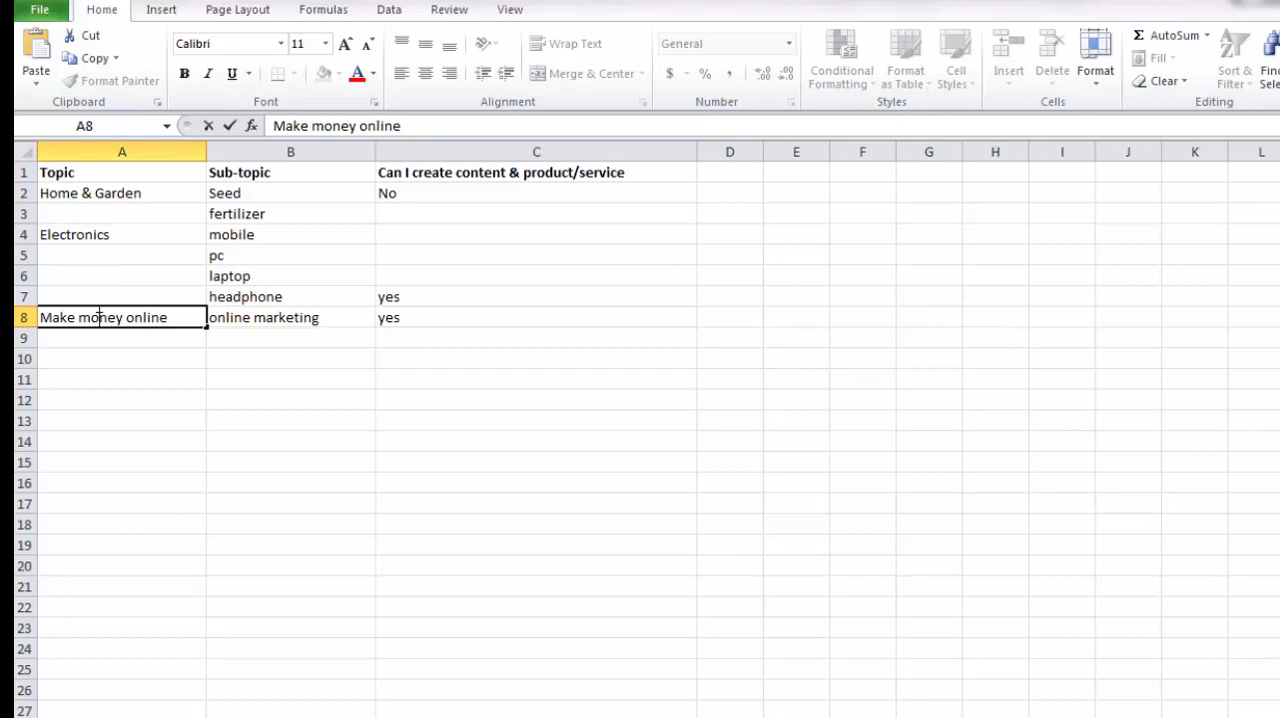 File Home Insert Page Layout Formulas Data Review View
Cut
Copy
Format Painter
Paste
Clipboard
Calibri 11 A A
B I U A
Font
Wrap Text
Merge & Center
Alignment
General
$ % , .00
Number
Conditional Formatting
Format as Table
Cell Styles
Styles
Insert Delete Format
Cells
Σ AutoSum
Fill
Clear
Sort & Filter
Editing
A8 fx Make money online
A B C D E F G H I J K L
1 Topic Sub-topic Can I create content & product/service
2 Home & Garden Seed No
3 fertilizer
4 Electronics mobile
5 pc
6 laptop
7 headphone yes
8 Make money online online marketing yes
9
10
11
12
13
14
15
16
17
18
19
20
21
22
23
24
25
26
27